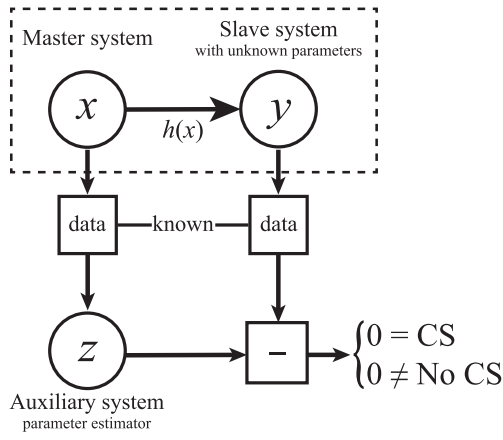 Master system
Slave system
with unknown parameters
x
h(x)
y
data
known
data
z
–
0 = CS
0 ≠ No CS
Auxiliary system
parameter estimator